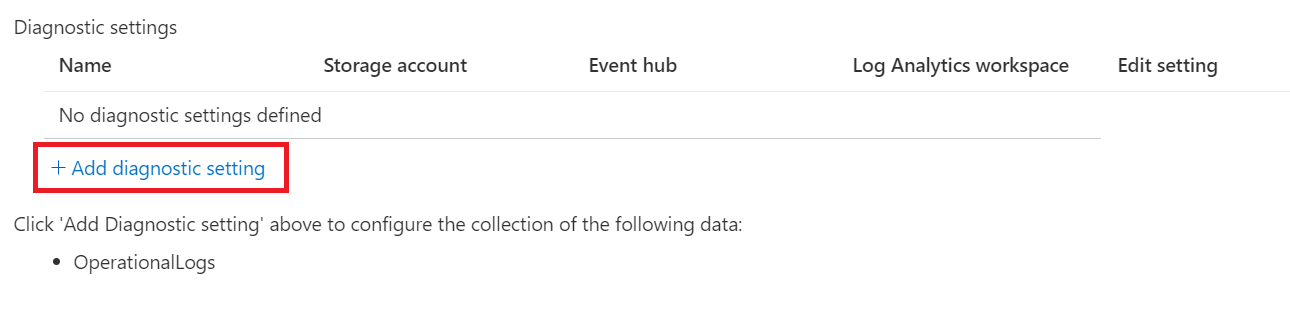 Diagnostic settings
Name Storage account Event hub Log Analytics workspace Edit setting
No diagnostic settings defined
+ Add diagnostic setting
Click 'Add Diagnostic setting' above to configure the collection of the following data:
• OperationalLogs